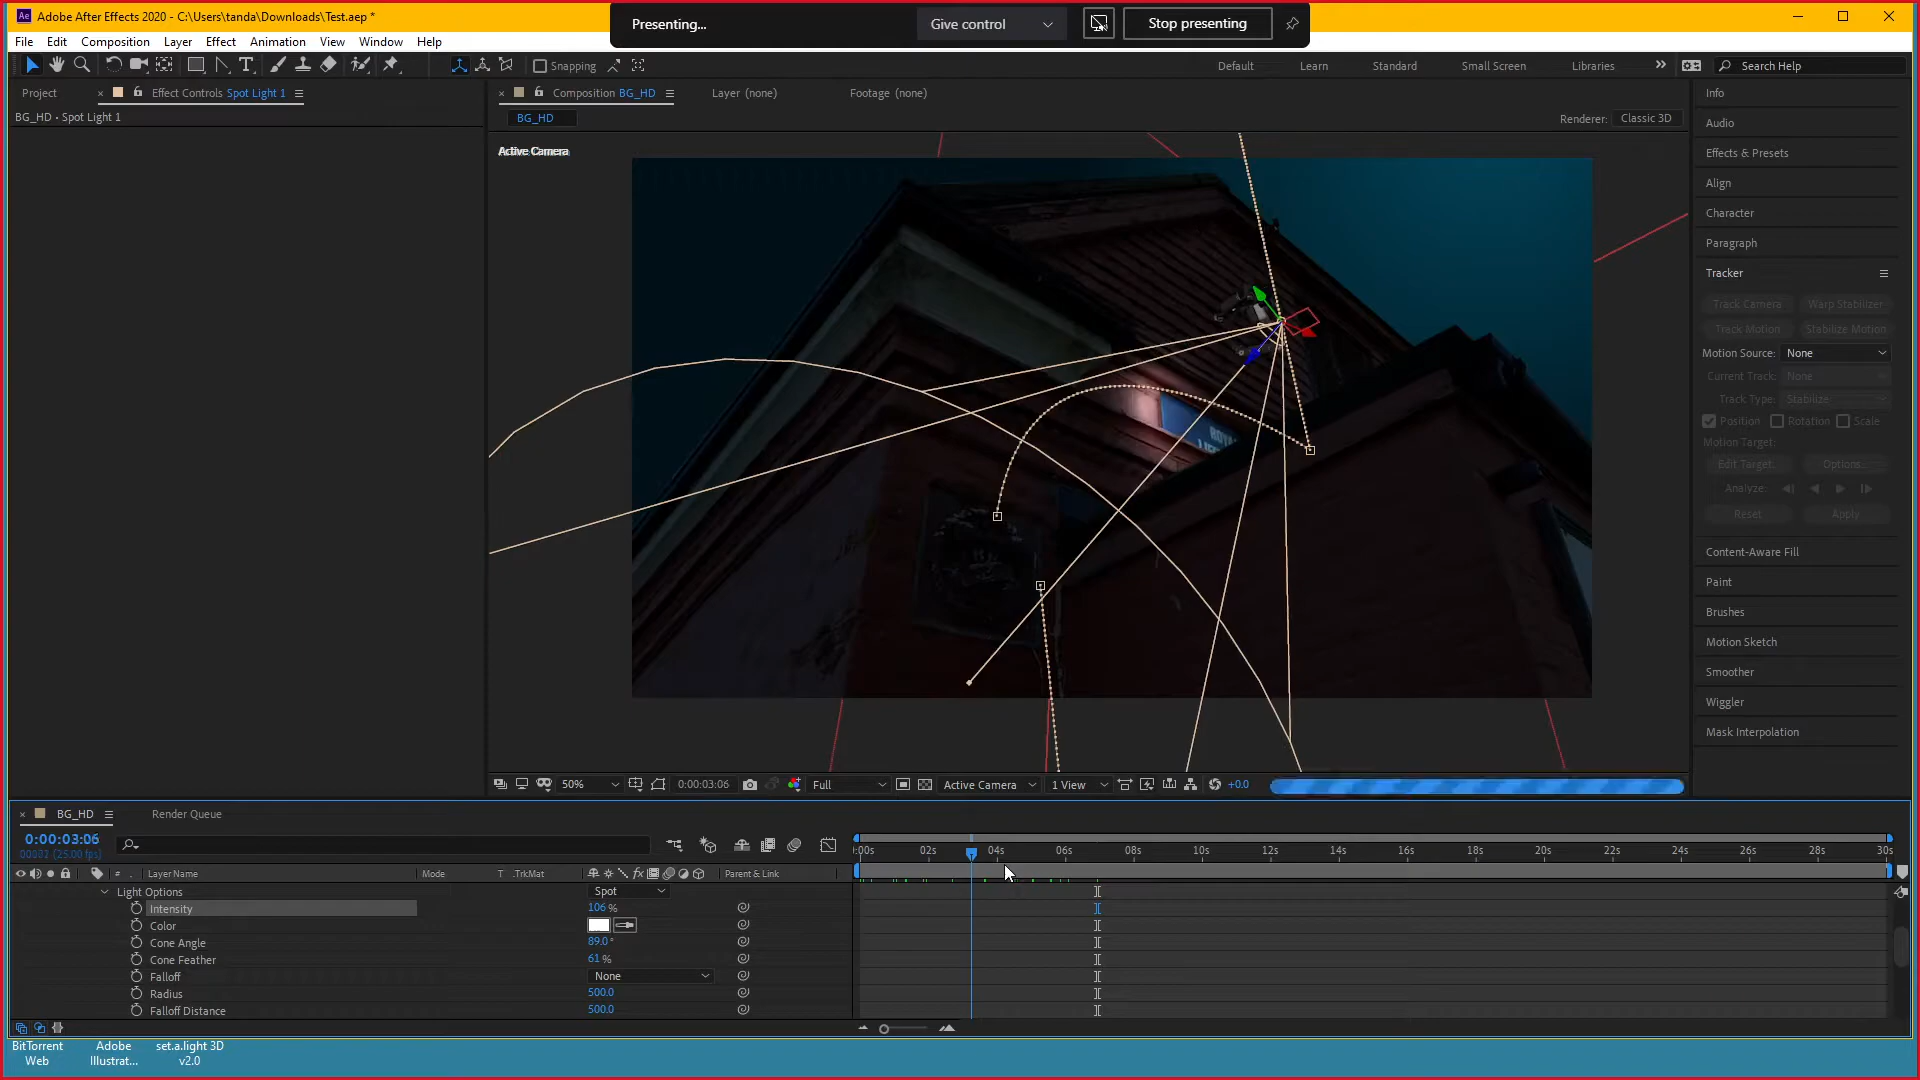 Adobe After Effects 2020 - C:\Users\tanda\Downloads\Test.aep *
Presenting...
Give control
Stop presenting
File Edit Composition Layer Effect Animation View Window Help
Snapping
Default Learn Standard Small Screen Libraries
Search Help
Project
Effect Controls Spot Light 1
BG_HD • Spot Light 1
Composition BG_HD
Layer (none)
Footage (none)
BG_HD
Renderer: Classic 3D
Active Camera
Info
Audio
Effects & Presets
Align
Character
Paragraph
Tracker
Track Camera Warp Stabilizer
Track Motion Stabilize Motion
Motion Source: None
Current Track: None
Track Type: Stabilize
Position Rotation Scale
Motion Target:
Edit Target... Options...
Analyze:
Reset Apply
Content-Aware Fill
Paint
Brushes
Motion Sketch
Smoother
Wiggler
Mask Interpolation
50%
0:00:03:06
Full
Active Camera
1 View
+0.0
BG_HD
Render Queue
0:00:03:06
(25.00 fps)
:00s 02s 04s 06s 08s 10s 12s 14s 16s 18s 20s 22s 24s 26s 28s 30s
# Layer Name Mode T .TrkMat Parent & Link
Light Options Spot
Intensity 106 %
Color
Cone Angle 89.0°
Cone Feather 61 %
Falloff None
Radius 500.0
Falloff Distance 500.0
BitTorrent Web
Adobe Illustrat...
set.a.light 3D v2.0